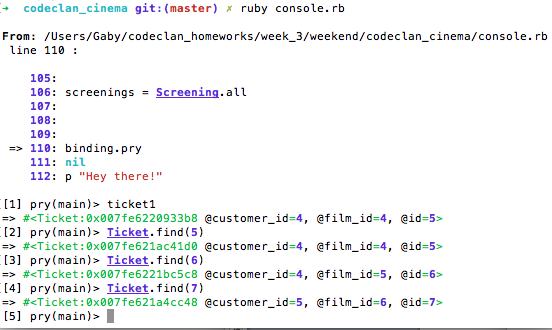 ➜ codeclan_cinema git:(master) ✗ ruby console.rb
From: /Users/Gaby/codeclan_homeworks/week_3/weekend/codeclan_cinema/console.rb
line 110 :
105:
106: screenings = Screening.all
107:
108:
109:
=> 110: binding.pry
111: nil
112: p "Hey there!"
[[1] pry(main)> ticket1
=> #<Ticket:0x007fe6220933b8 @customer_id=4, @film_id=4, @id=5>
[[2] pry(main)> Ticket.find(5)
=> #<Ticket:0x007fe621ac41d0 @customer_id=4, @film_id=4, @id=5>
[[3] pry(main)> Ticket.find(6)
=> #<Ticket:0x007fe6221bc5c8 @customer_id=4, @film_id=5, @id=6>
[[4] pry(main)> Ticket.find(7)
=> #<Ticket:0x007fe621a4cc48 @customer_id=5, @film_id=6, @id=7>
[5] pry(main)>